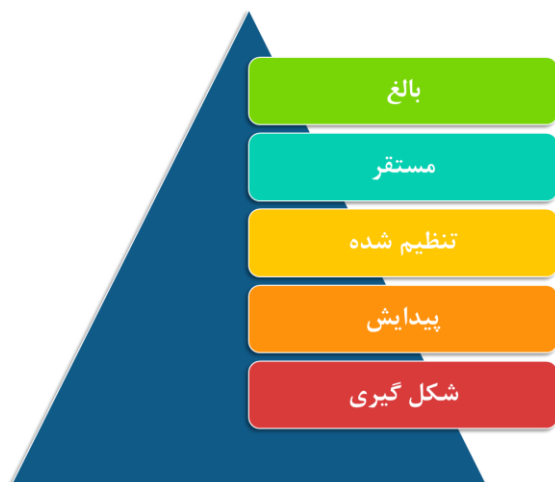 بالغ
مستقر
تنظیم شده
پیدایش
شکل گیری